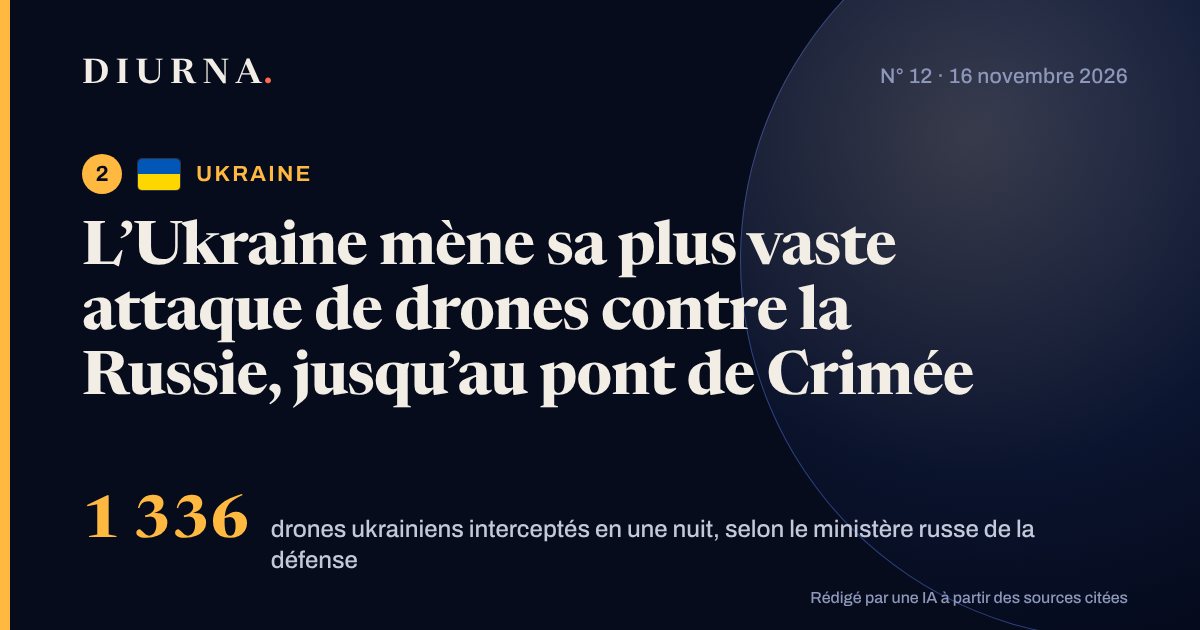 DIURNA.
N° 12 · 16 novembre 2026
2 UKRAINE
L’Ukraine mène sa plus vaste
attaque de drones contre la
Russie, jusqu’au pont de Crimée
1 336 drones ukrainiens interceptés en une nuit, selon le ministère russe de la
défense
Rédigé par une IA à partir des sources citées